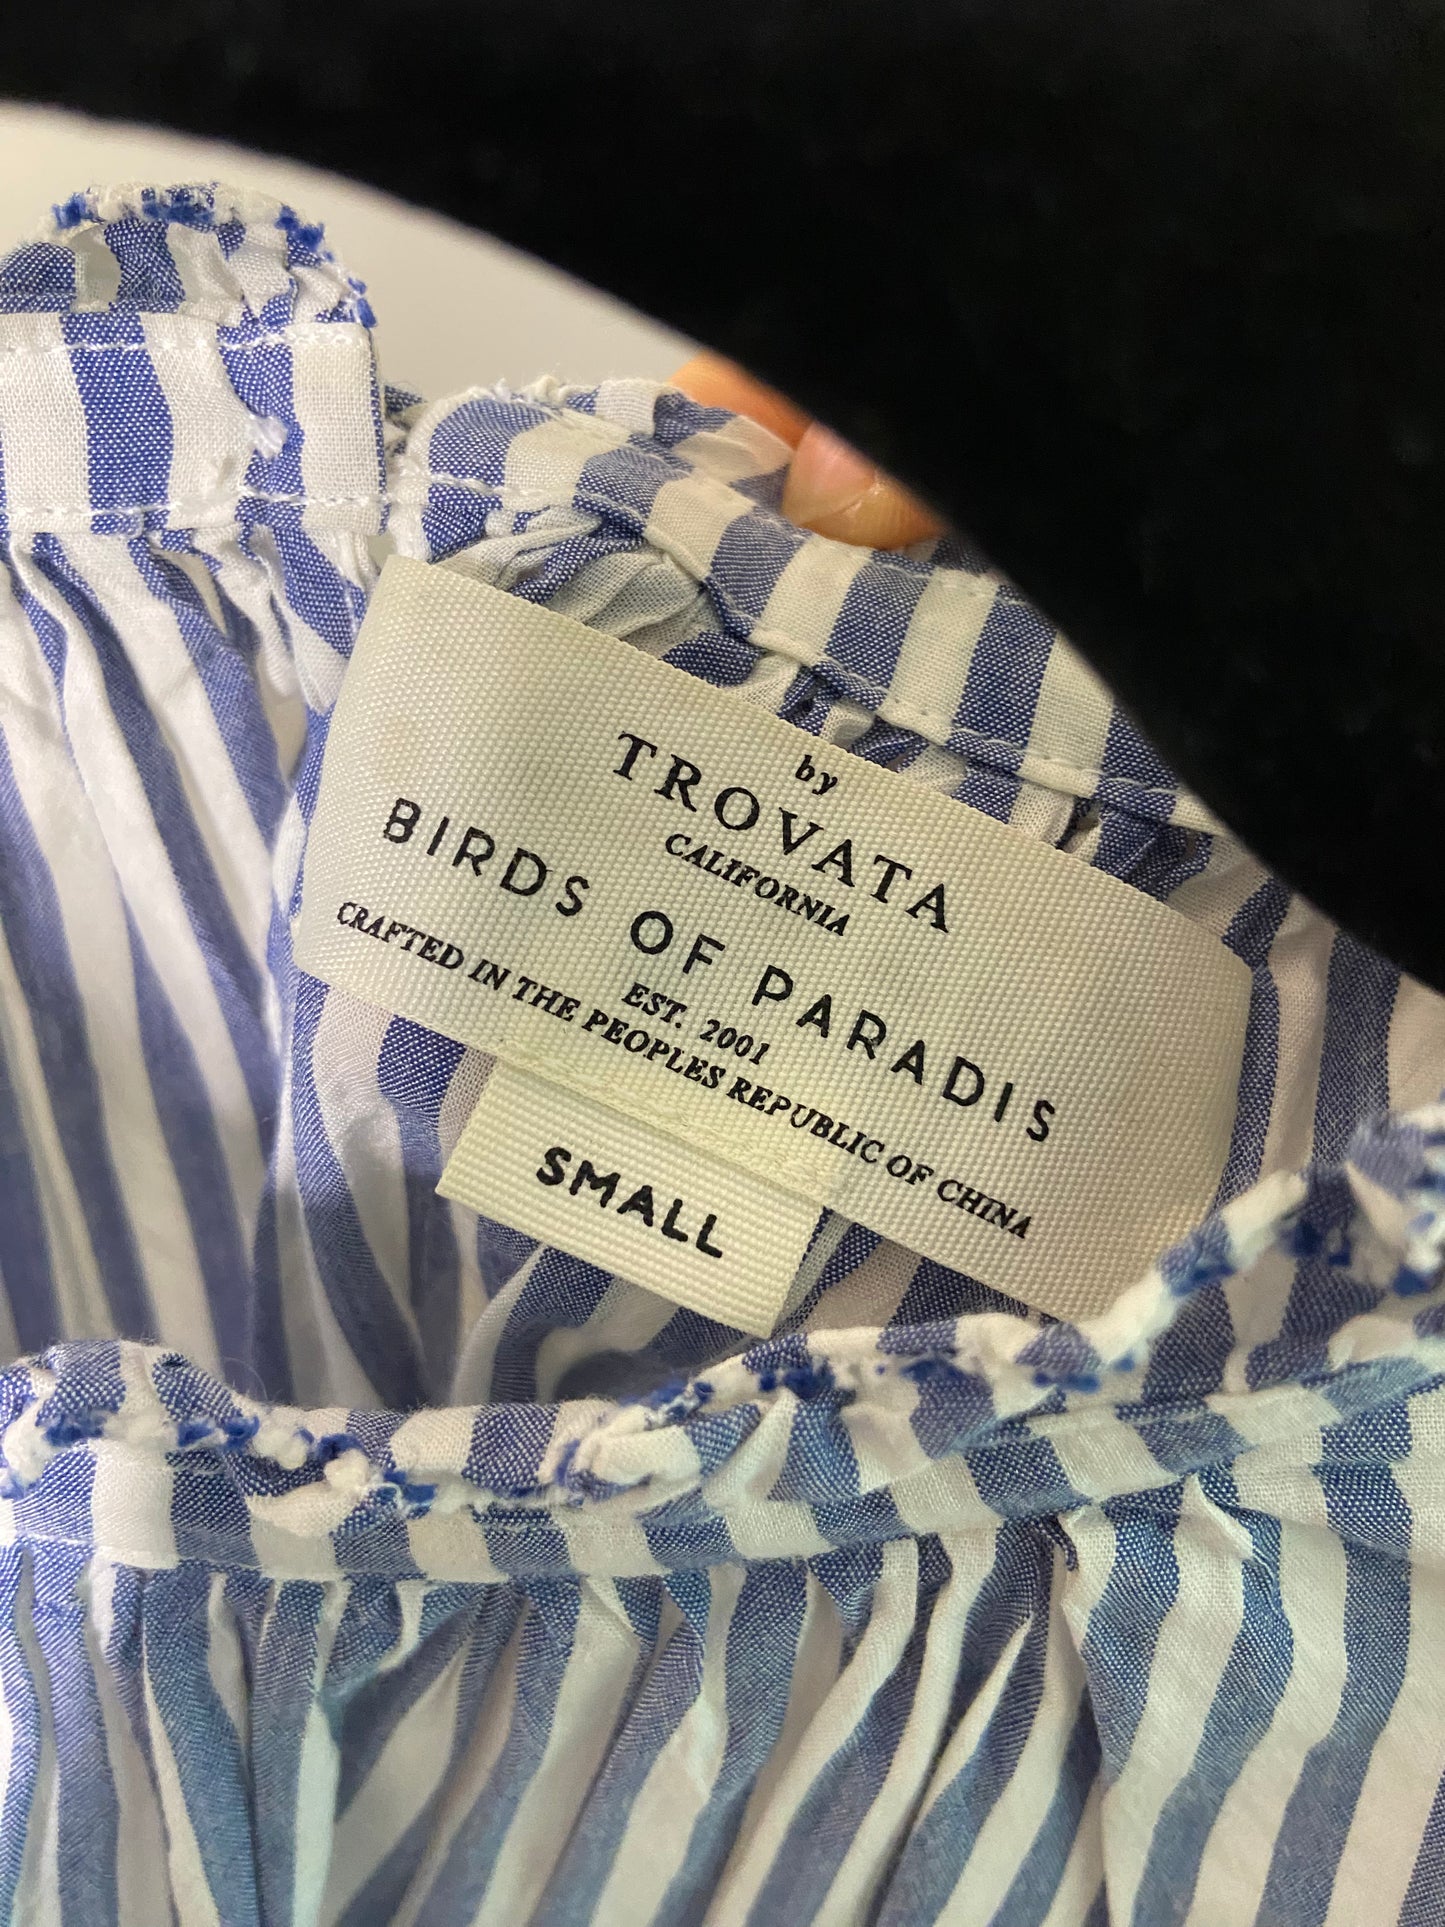 by
TROVATA
CALIFORNIA
BIRDS OF PARADIS
EST. 2001
CRAFTED IN THE PEOPLES REPUBLIC OF CHINA
SMALL